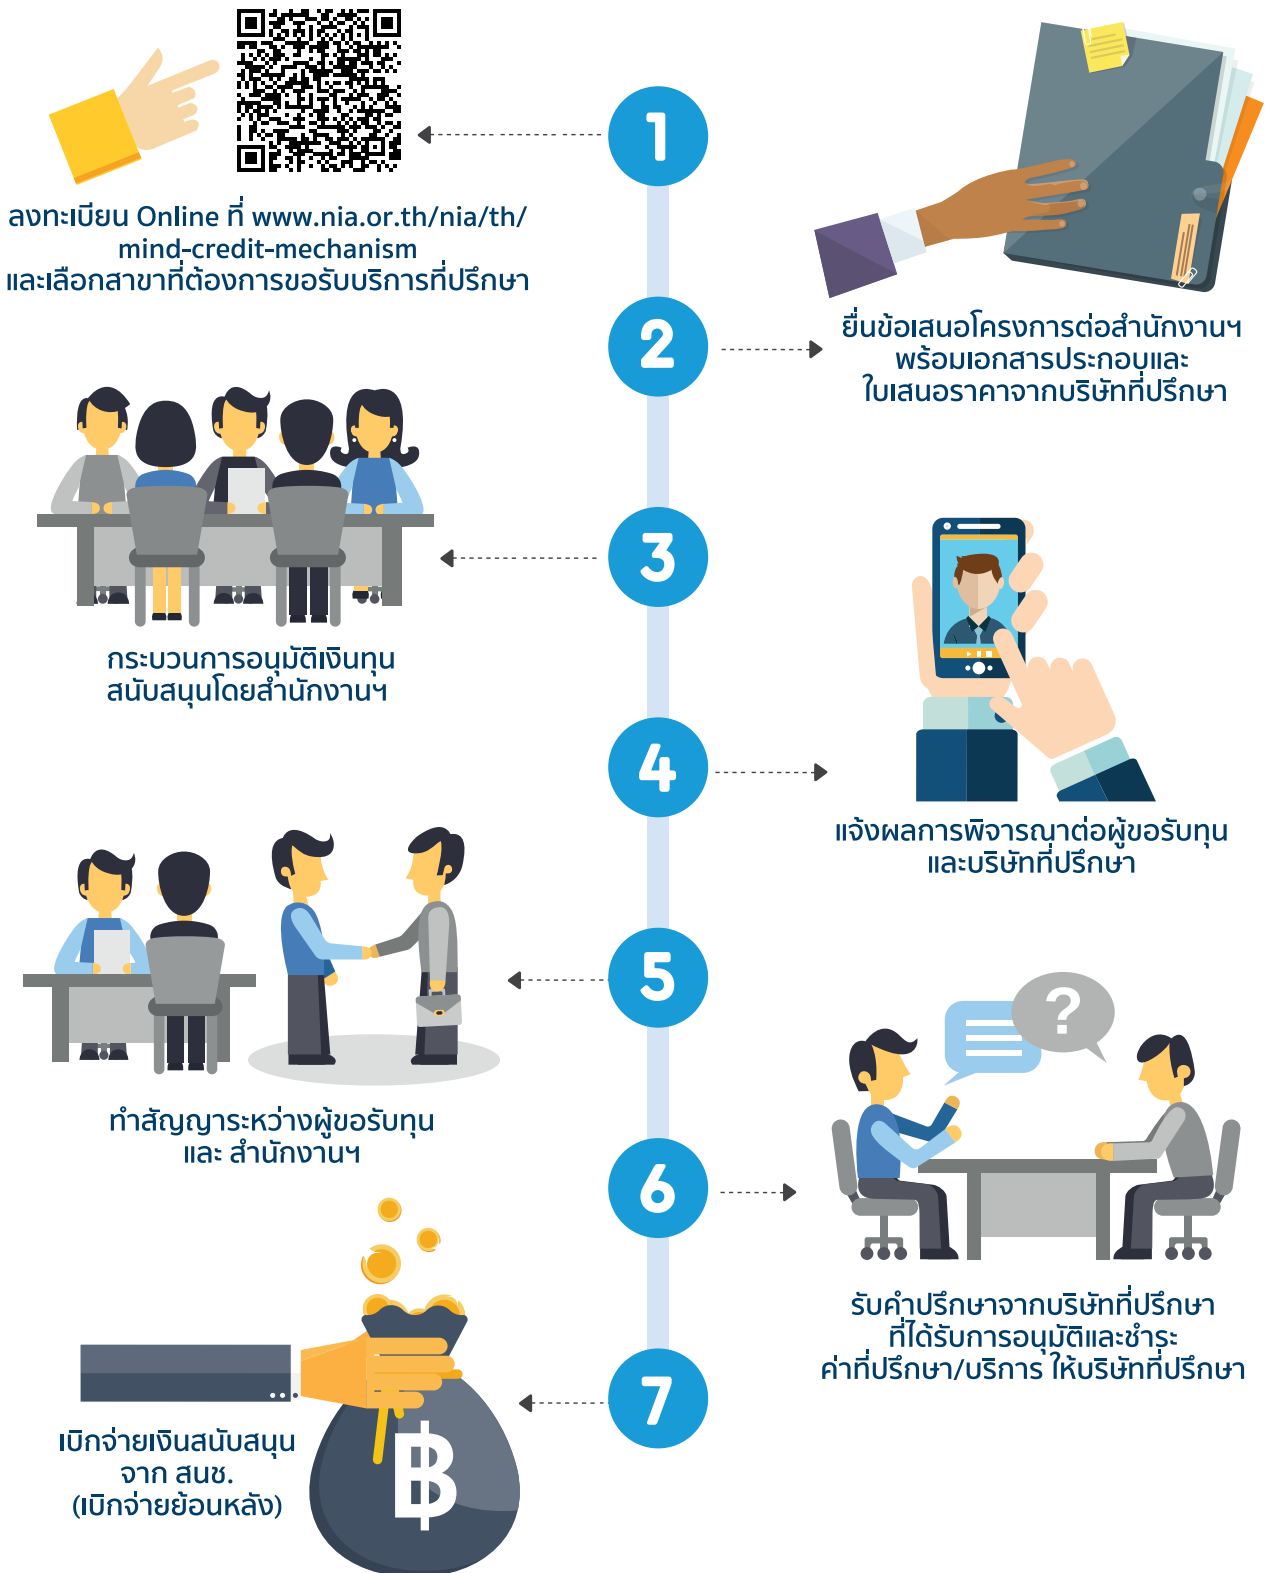 1
ลงทะเบียน Online ที่ www.nia.or.th/nia/th/
mind-credit-mechanism
และเลือกสาขาที่ต้องการขอรับบริการที่ปรึกษา
2
ยื่นข้อเสนอโครงการต่อสำนักงานฯ
พร้อมเอกสารประกอบและ
ใบเสนอราคาจากบริษัทที่ปรึกษา
3
กระบวนการอนุมัติเงินทุน
สนับสนุนโดยสำนักงานฯ
4
แจ้งผลการพิจารณาต่อผู้ขอรับทุน
และบริษัทที่ปรึกษา
5
ทำสัญญาระหว่างผู้ขอรับทุน
และ สำนักงานฯ
6
?
รับคำปรึกษาจากบริษัทที่ปรึกษา
ที่ได้รับการอนุมัติและชำระ
ค่าที่ปรึกษา/บริการ ให้บริษัทที่ปรึกษา
7
เบิกจ่ายเงินสนับสนุน
จาก สนช.
(เบิกจ่ายย้อนหลัง)
฿